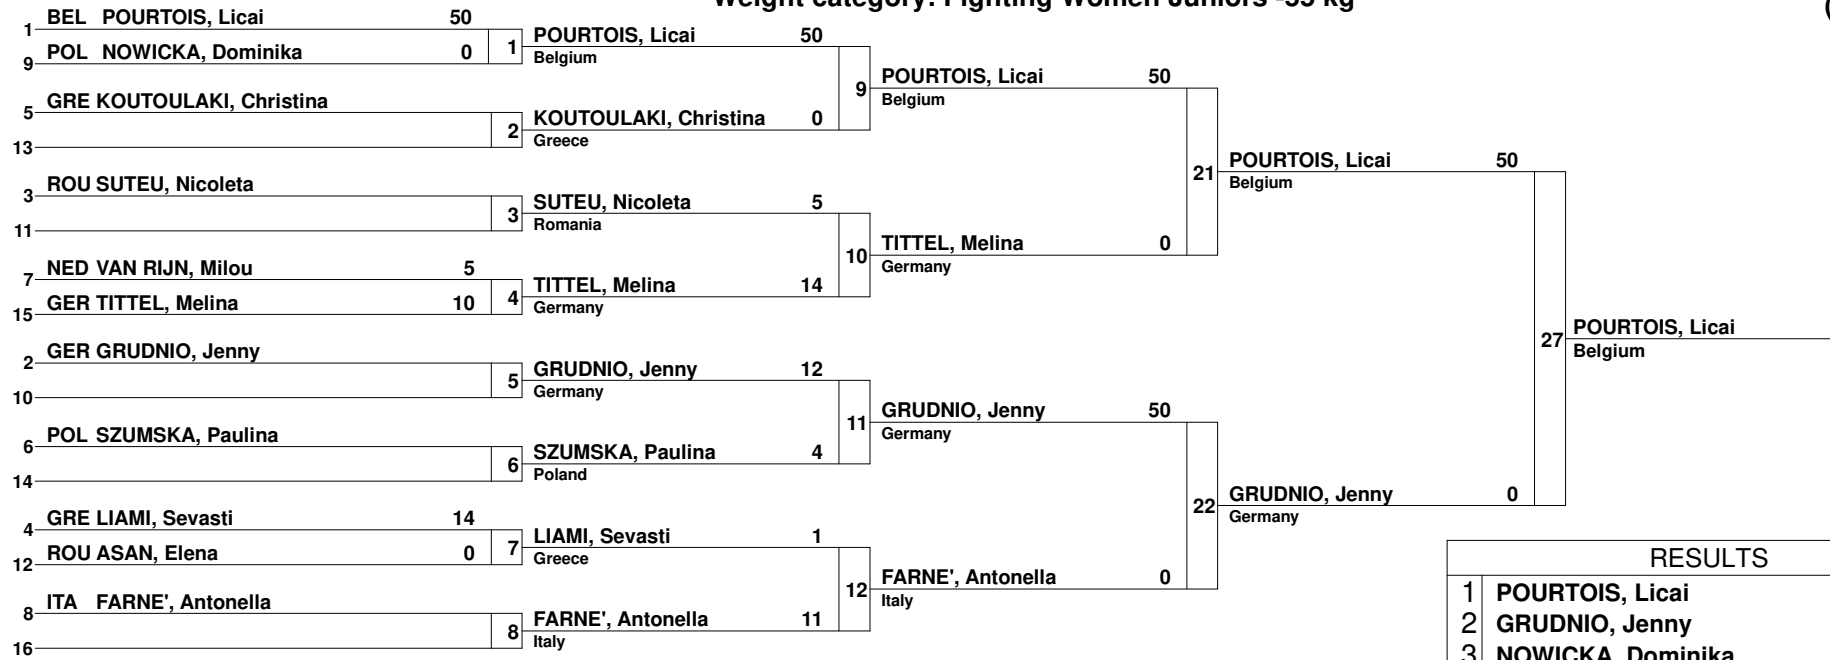 Weight category: Fighting Women Juniors -55 kg
1 BEL POURTOIS, Licai 50
9 POL NOWICKA, Dominika 0
1 POURTOIS, Licai 50
Belgium
5 GRE KOUTOULAKI, Christina
13
2 KOUTOULAKI, Christina 0
Greece
9 POURTOIS, Licai 50
Belgium
3 ROU SUTEU, Nicoleta
11
3 SUTEU, Nicoleta 5
Romania
7 NED VAN RIJN, Milou 5
15 GER TITTEL, Melina 10
4 TITTEL, Melina 14
Germany
10 TITTEL, Melina 0
Germany
21 POURTOIS, Licai 50
Belgium
2 GER GRUDNIO, Jenny
10
5 GRUDNIO, Jenny 12
Germany
6 POL SZUMSKA, Paulina
14
6 SZUMSKA, Paulina 4
Poland
11 GRUDNIO, Jenny 50
Germany
4 GRE LIAMI, Sevasti 14
12 ROU ASAN, Elena 0
7 LIAMI, Sevasti 1
Greece
8 ITA FARNE', Antonella
16
8 FARNE', Antonella 11
Italy
12 FARNE', Antonella 0
Italy
22 GRUDNIO, Jenny 0
Germany
27 POURTOIS, Licai
Belgium
RESULTS
1 POURTOIS, Licai
2 GRUDNIO, Jenny
3 NOWICKA, Dominika